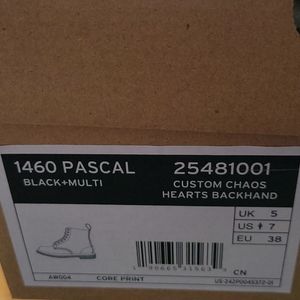 1460 PASCAL 25481001
BLACK+MULTI CUSTOM CHAOS
HEARTS BACKHAND
UK 5
US 7
EU 38
CN
AW004 CORE PRINT